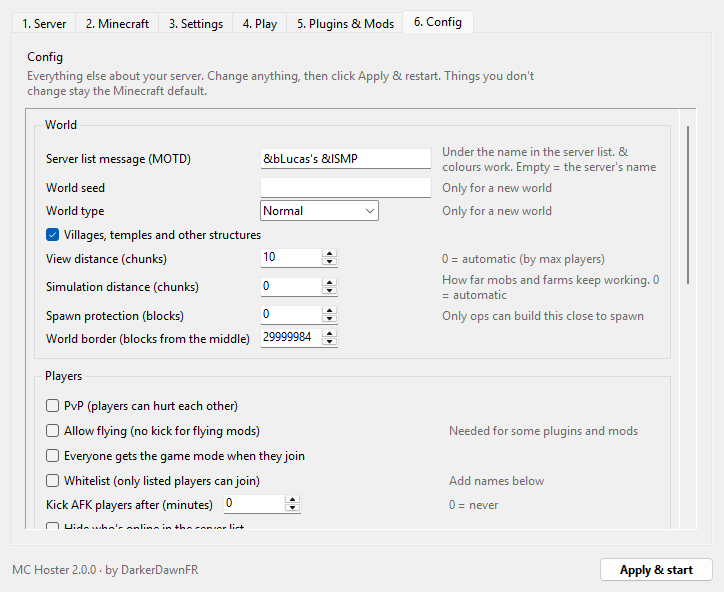 1. Server 2. Minecraft 3. Settings 4. Play 5. Plugins & Mods 6. Config
Config
Everything else about your server. Change anything, then click Apply & restart. Things you don't
change stay the Minecraft default.
World
Server list message (MOTD) &bLucas's &lSMP Under the name in the server list. &
colours work. Empty = the server's name
World seed Only for a new world
World type Normal Only for a new world
Villages, temples and other structures
View distance (chunks) 10 0 = automatic (by max players)
Simulation distance (chunks) 0 How far mobs and farms keep working. 0
= automatic
Spawn protection (blocks) 0 Only ops can build this close to spawn
World border (blocks from the middle) 29999984
Players
PvP (players can hurt each other)
Allow flying (no kick for flying mods) Needed for some plugins and mods
Everyone gets the game mode when they join
Whitelist (only listed players can join) Add names below
Kick AFK players after (minutes) 0 0 = never
Hide who's online in the server list
MC Hoster 2.0.0 · by DarkerDawnFR Apply & start